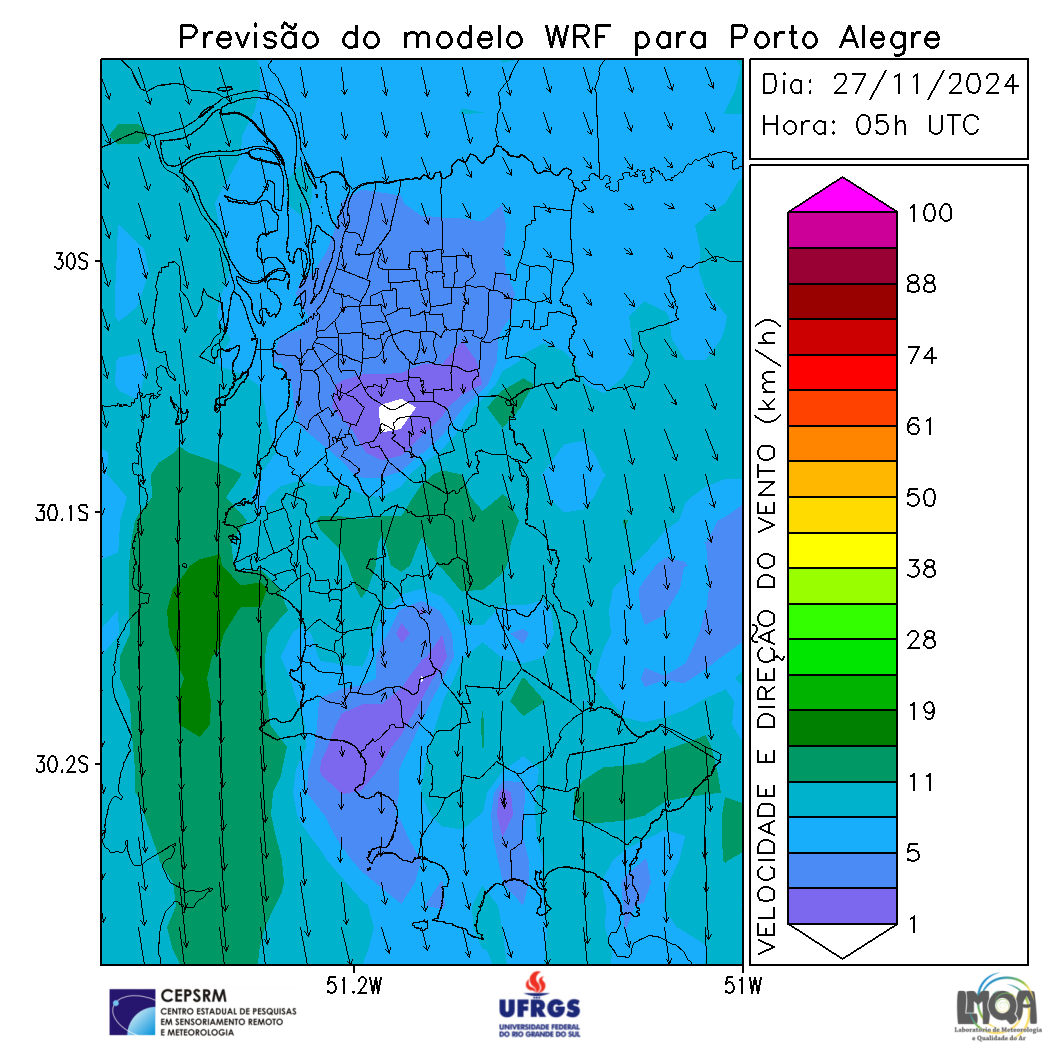 Previsão do modelo WRF para Porto Alegre
Dia: 27/11/2024
Hora: 05h UTC
30S
30.1S
30.2S
51.2W
51W
VELOCIDADE E DIREÇÃO DO VENTO (km/h)
100
88
74
61
50
38
28
19
11
5
1
CEPSRM
CENTRO ESTADUAL DE PESQUISAS
EM SENSORIAMENTO REMOTO
E METEOROLOGIA
UFRGS
UNIVERSIDADE FEDERAL
DO RIO GRANDE DO SUL
LMQA
Laboratório de Meteorologia
e Qualidade do Ar